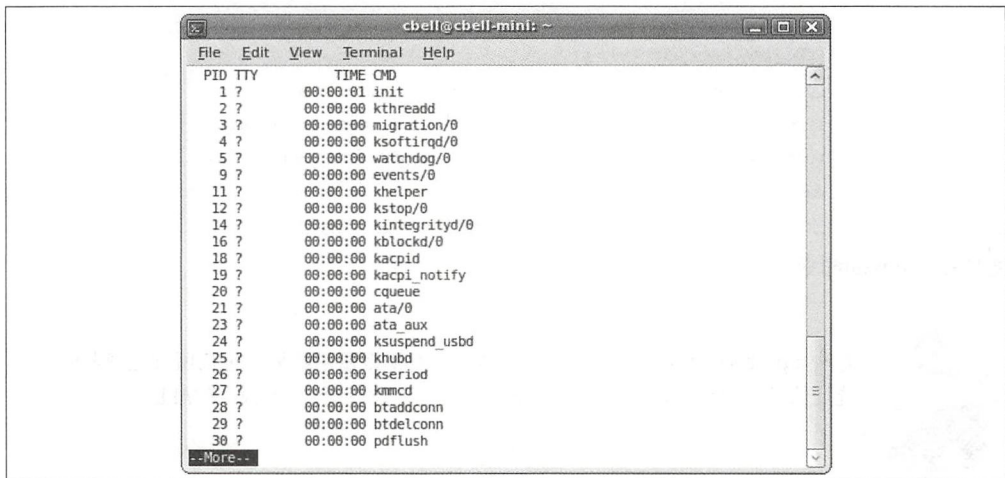 cbell@cbell-mini: ~
File Edit View Terminal Help
PID TTY TIME CMD
1 ? 00:00:01 init
2 ? 00:00:00 kthreadd
3 ? 00:00:00 migration/0
4 ? 00:00:00 ksoftirqd/0
5 ? 00:00:00 watchdog/0
9 ? 00:00:00 events/0
11 ? 00:00:00 khelper
12 ? 00:00:00 kstop/0
14 ? 00:00:00 kintegrityd/0
16 ? 00:00:00 kblockd/0
18 ? 00:00:00 kacpid
19 ? 00:00:00 kacpi_notify
20 ? 00:00:00 cqueue
21 ? 00:00:00 ata/0
23 ? 00:00:00 ata_aux
24 ? 00:00:00 ksuspend_usbd
25 ? 00:00:00 khubd
26 ? 00:00:00 kseriod
27 ? 00:00:00 kmmcd
28 ? 00:00:00 btaddconn
29 ? 00:00:00 btdelconn
30 ? 00:00:00 pdflush
--More--